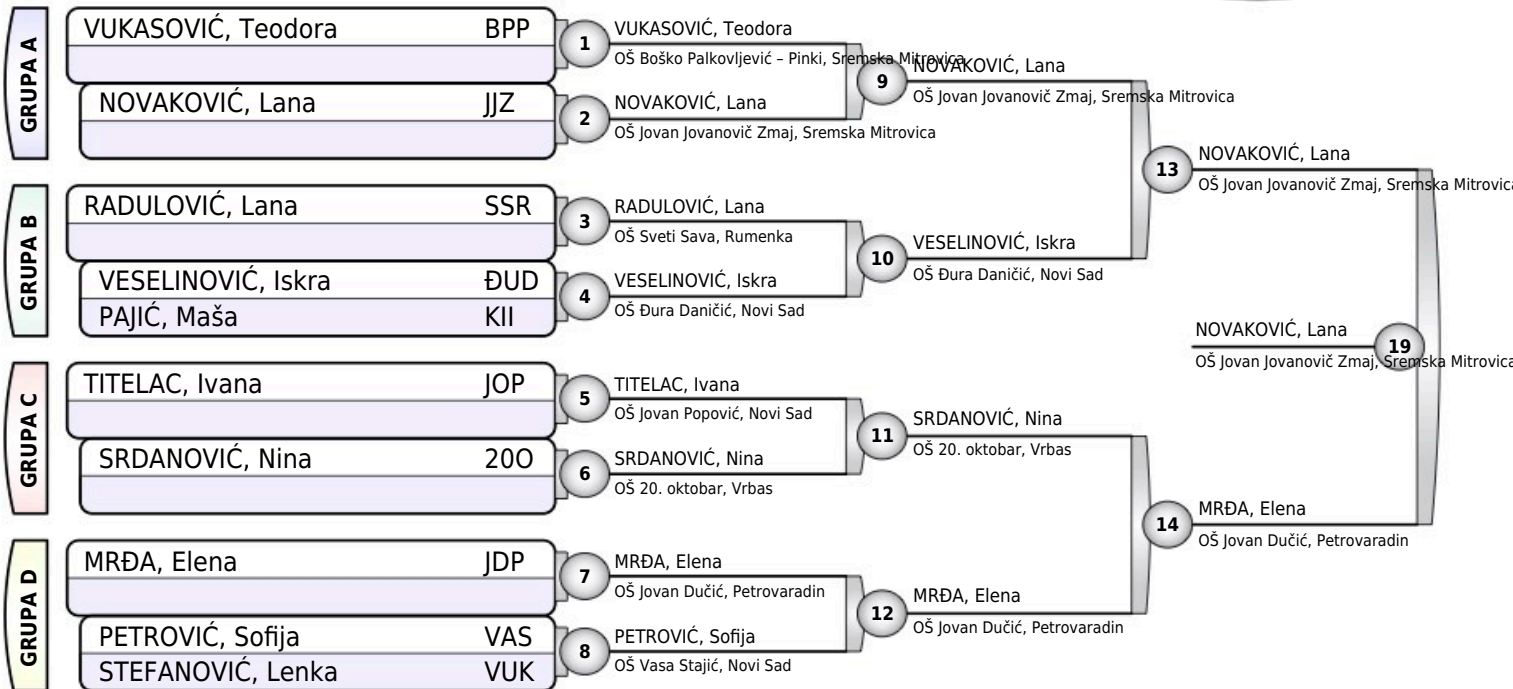 GRUPA A
VUKASOVIĆ, Teodora BPP
NOVAKOVIĆ, Lana JJZ
GRUPA B
RADULOVIĆ, Lana SSR
VESELINOVIĆ, Iskra ĐUD
PAJIĆ, Maša KII
GRUPA C
TITELAC, Ivana JOP
SRDANOVIĆ, Nina 20O
GRUPA D
MRĐA, Elena JDP
PETROVIĆ, Sofija VAS
STEFANOVIĆ, Lenka VUK
1
VUKASOVIĆ, Teodora
OŠ Boško Palkovljević – Pinki, Sremska Mitrovica
2
NOVAKOVIĆ, Lana
OŠ Jovan Jovanovič Zmaj, Sremska Mitrovica
3
RADULOVIĆ, Lana
OŠ Sveti Sava, Rumenka
4
VESELINOVIĆ, Iskra
OŠ Đura Daničić, Novi Sad
5
TITELAC, Ivana
OŠ Jovan Popović, Novi Sad
6
SRDANOVIĆ, Nina
OŠ 20. oktobar, Vrbas
7
MRĐA, Elena
OŠ Jovan Dučić, Petrovaradin
8
PETROVIĆ, Sofija
OŠ Vasa Stajić, Novi Sad
9
NOVAKOVIĆ, Lana
OŠ Jovan Jovanovič Zmaj, Sremska Mitrovica
10
VESELINOVIĆ, Iskra
OŠ Đura Daničić, Novi Sad
11
SRDANOVIĆ, Nina
OŠ 20. oktobar, Vrbas
12
MRĐA, Elena
OŠ Jovan Dučić, Petrovaradin
13
NOVAKOVIĆ, Lana
OŠ Jovan Jovanovič Zmaj, Sremska Mitrovica
14
MRĐA, Elena
OŠ Jovan Dučić, Petrovaradin
NOVAKOVIĆ, Lana
19
OŠ Jovan Jovanovič Zmaj, Sremska Mitrovica